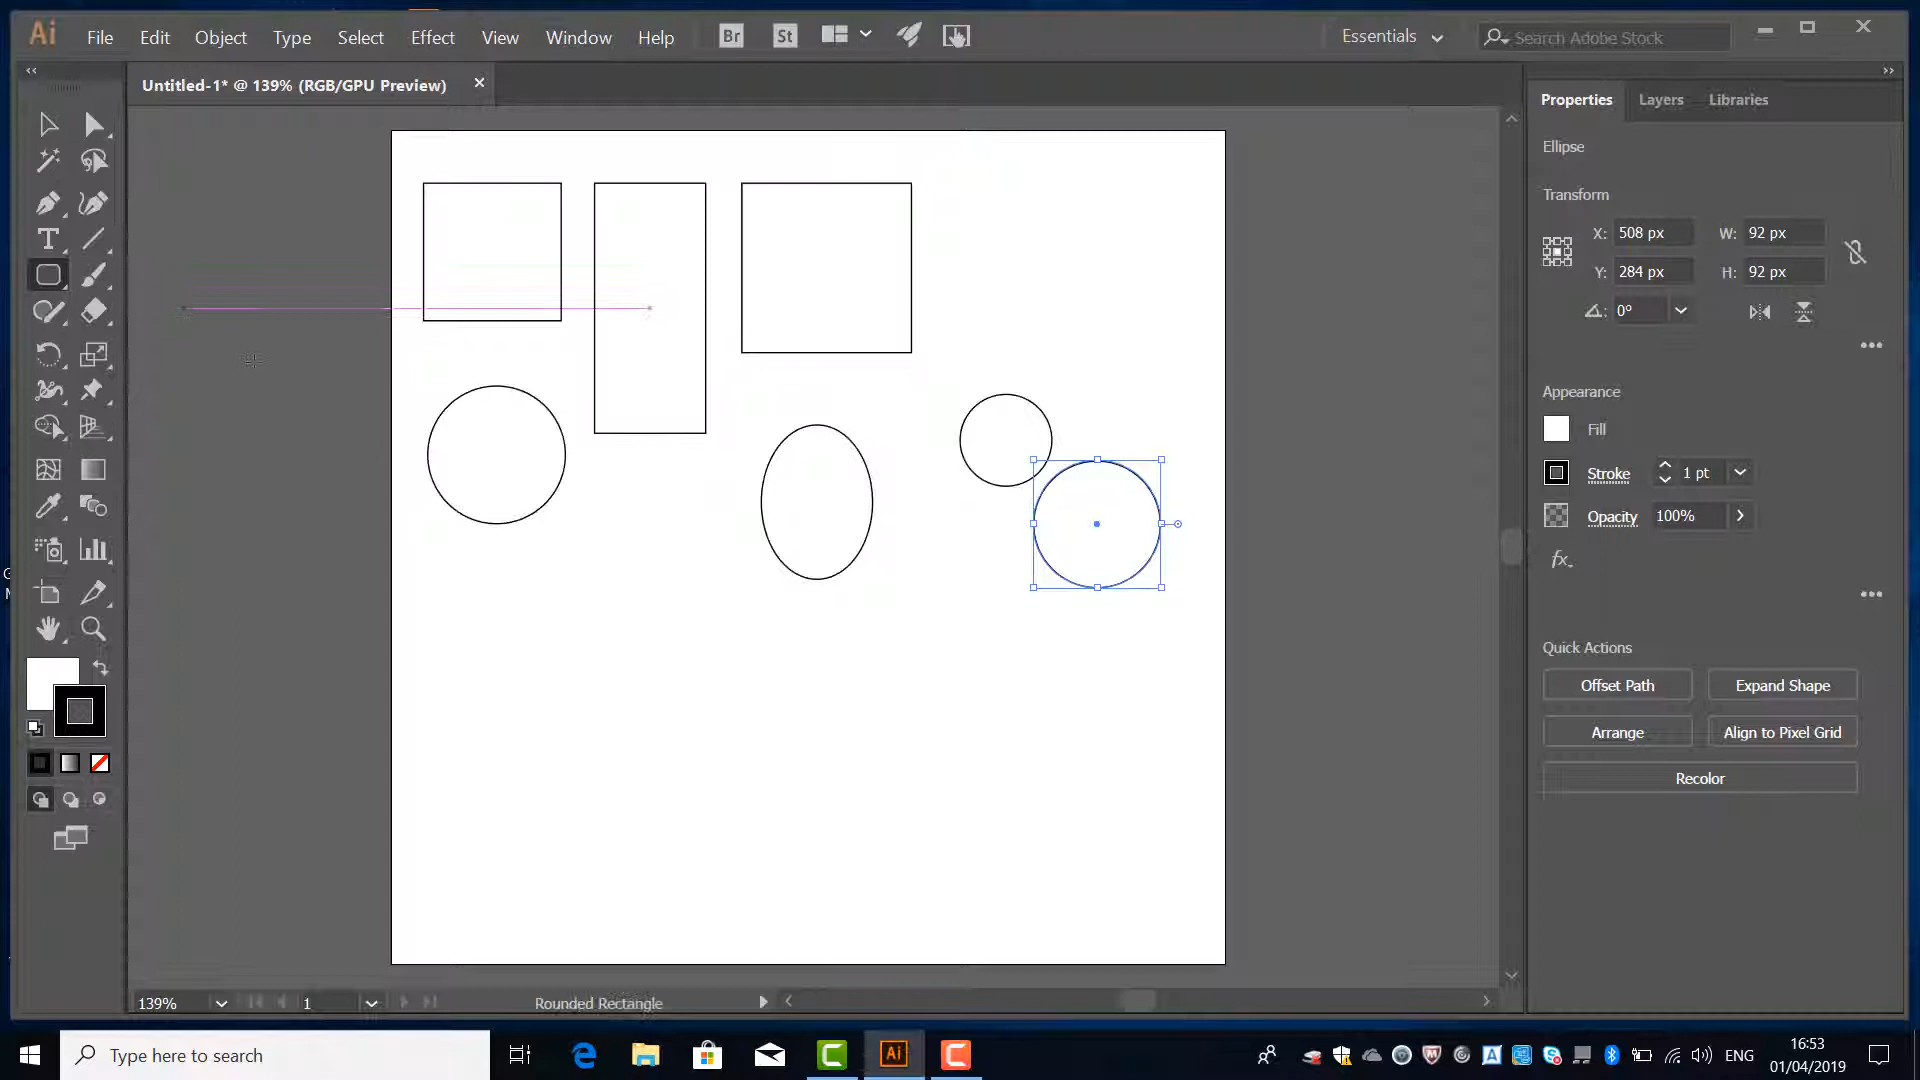 Ai File Edit Object Type Select Effect View Window Help Br St Essentials Search Adobe Stock
Untitled-1* @ 139% (RGB/GPU Preview)
Properties Layers Libraries
Ellipse
Transform
X: 508 px W: 92 px
Y: 284 px H: 92 px
0°
Appearance
Fill
Stroke 1 pt
Opacity 100%
fx
Quick Actions
Offset Path Expand Shape
Arrange Align to Pixel Grid
Recolor
139% 1 Rounded Rectangle
Type here to search
Ai
ENG
16:53
01/04/2019